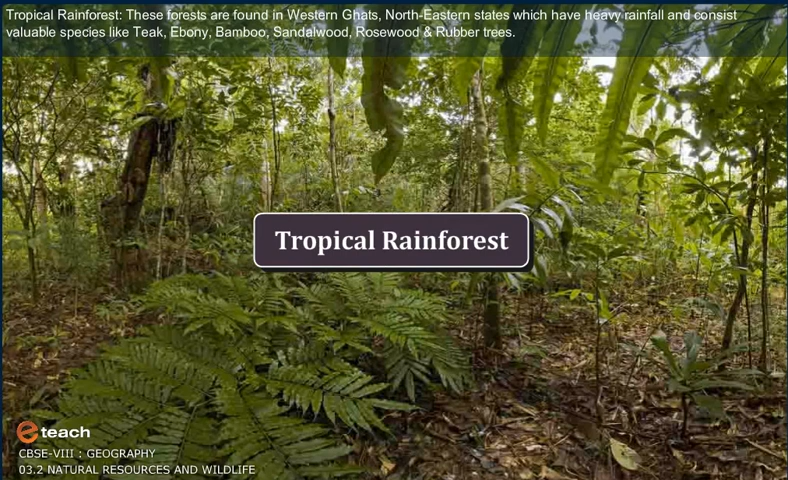 Tropical Rainforest: These forests are found in Western Ghats, North-Eastern states which have heavy rainfall and consist
valuable species like Teak, Ebony, Bamboo, Sandalwood, Rosewood & Rubber trees.
Tropical Rainforest
eteach
CBSE-VIII : GEOGRAPHY
03.2 NATURAL RESOURCES AND WILDLIFE